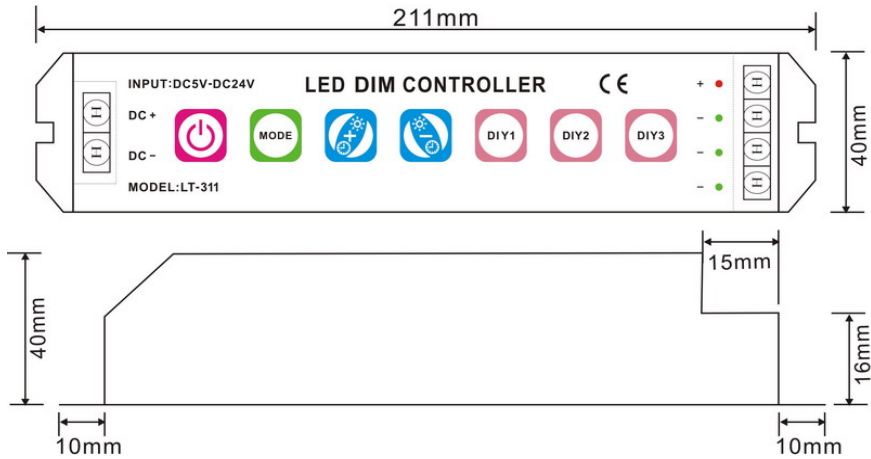 211mm
INPUT:DC5V-DC24V
LED DIM CONTROLLER
CE
+
DC +
MODE
+
−
DIY1
DIY2
DIY3
−
DC −
−
MODEL:LT-311
−
H
H
H
H
H
H
40mm
15mm
40mm
16mm
10mm
10mm